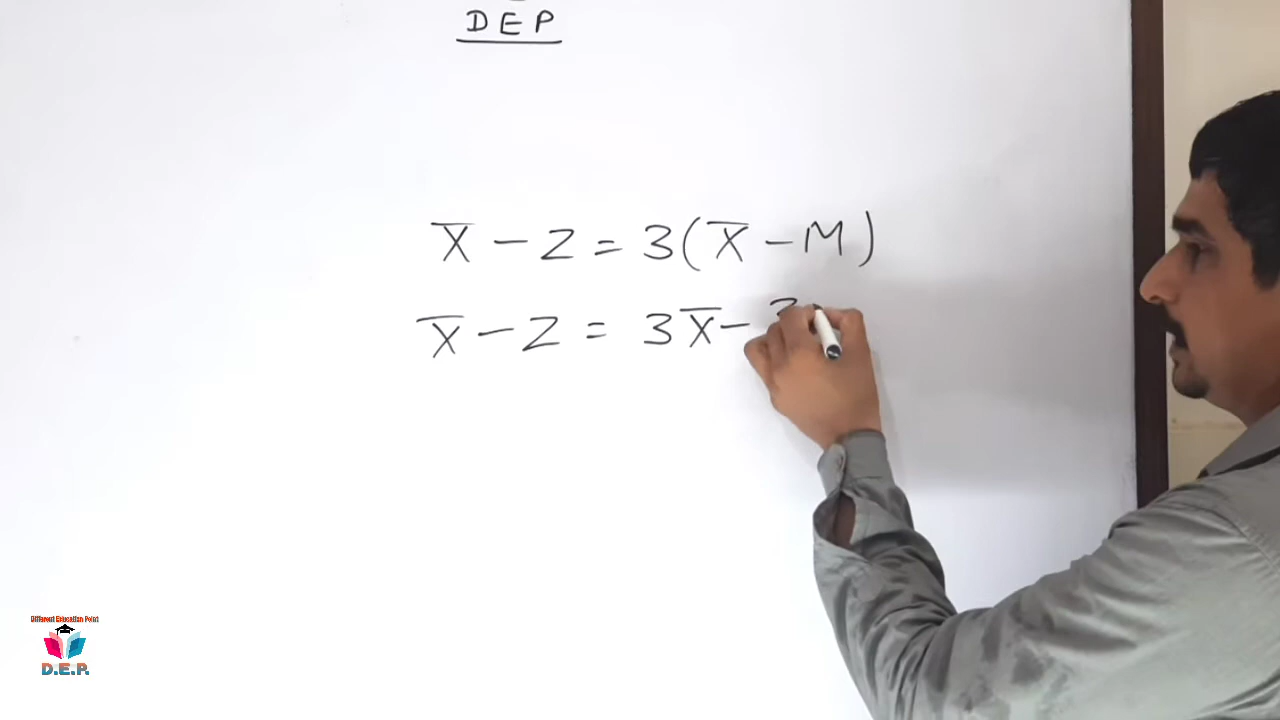 DEP
X̄ - Z = 3(X̄ - M)
X̄ - Z = 3X̄ - 3
Different Education Point
D.E.P.